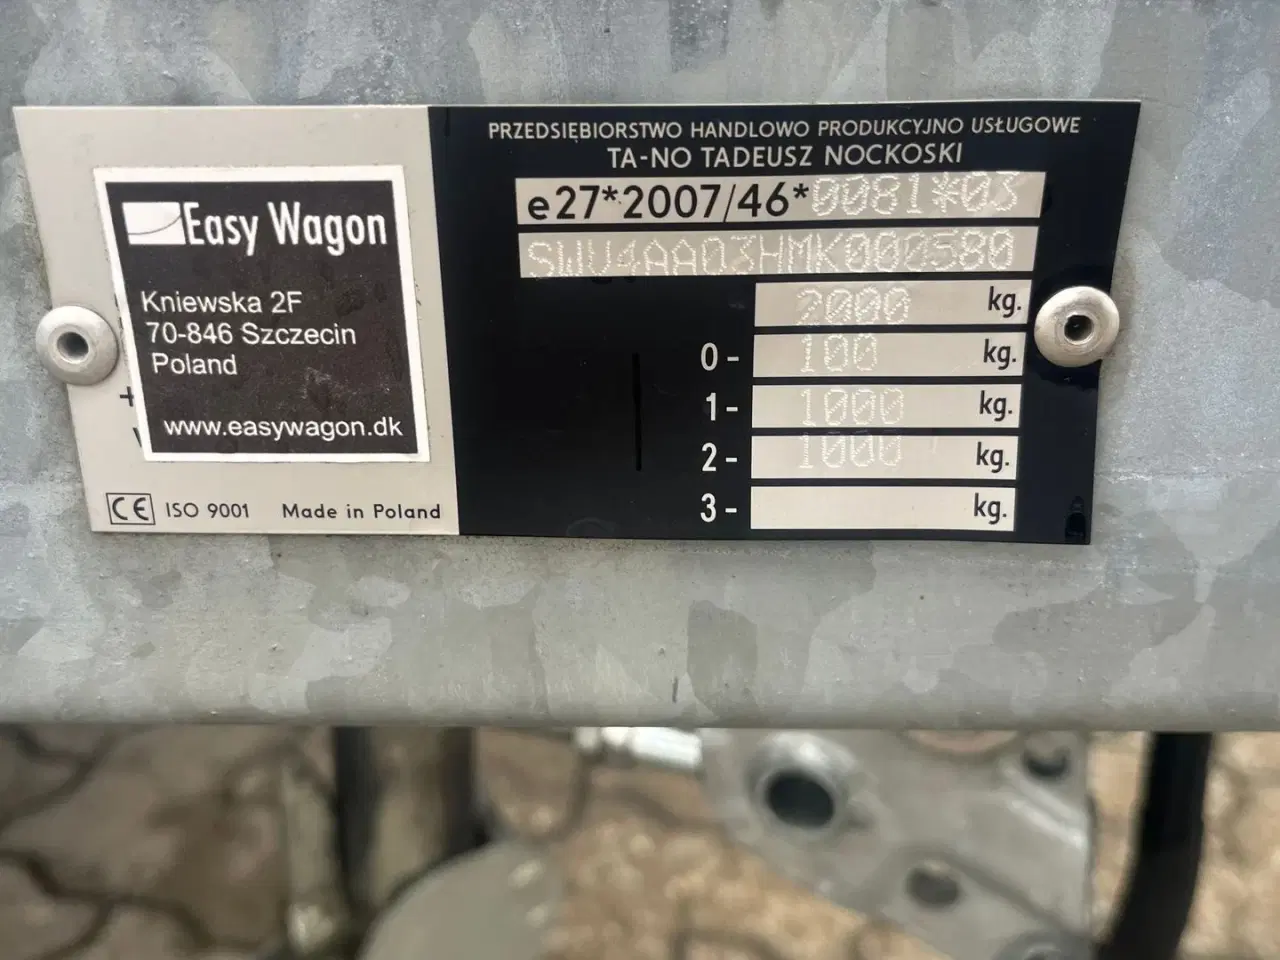 Easy Wagon
Kniewska 2F
70-846 Szczecin
Poland
www.easywagon.dk
CE ISO 9001 Made in Poland
PRZEDSIEBIORSTWO HANDLOWO PRODUKCYJNO USŁUGOWE
TA-NO TADEUSZ NOCKOSKI
e27*2007/46*0081*03
SWV4AA03HMK000580
2000 kg.
0- 100 kg.
1- 1000 kg.
2- 1000 kg.
3- kg.